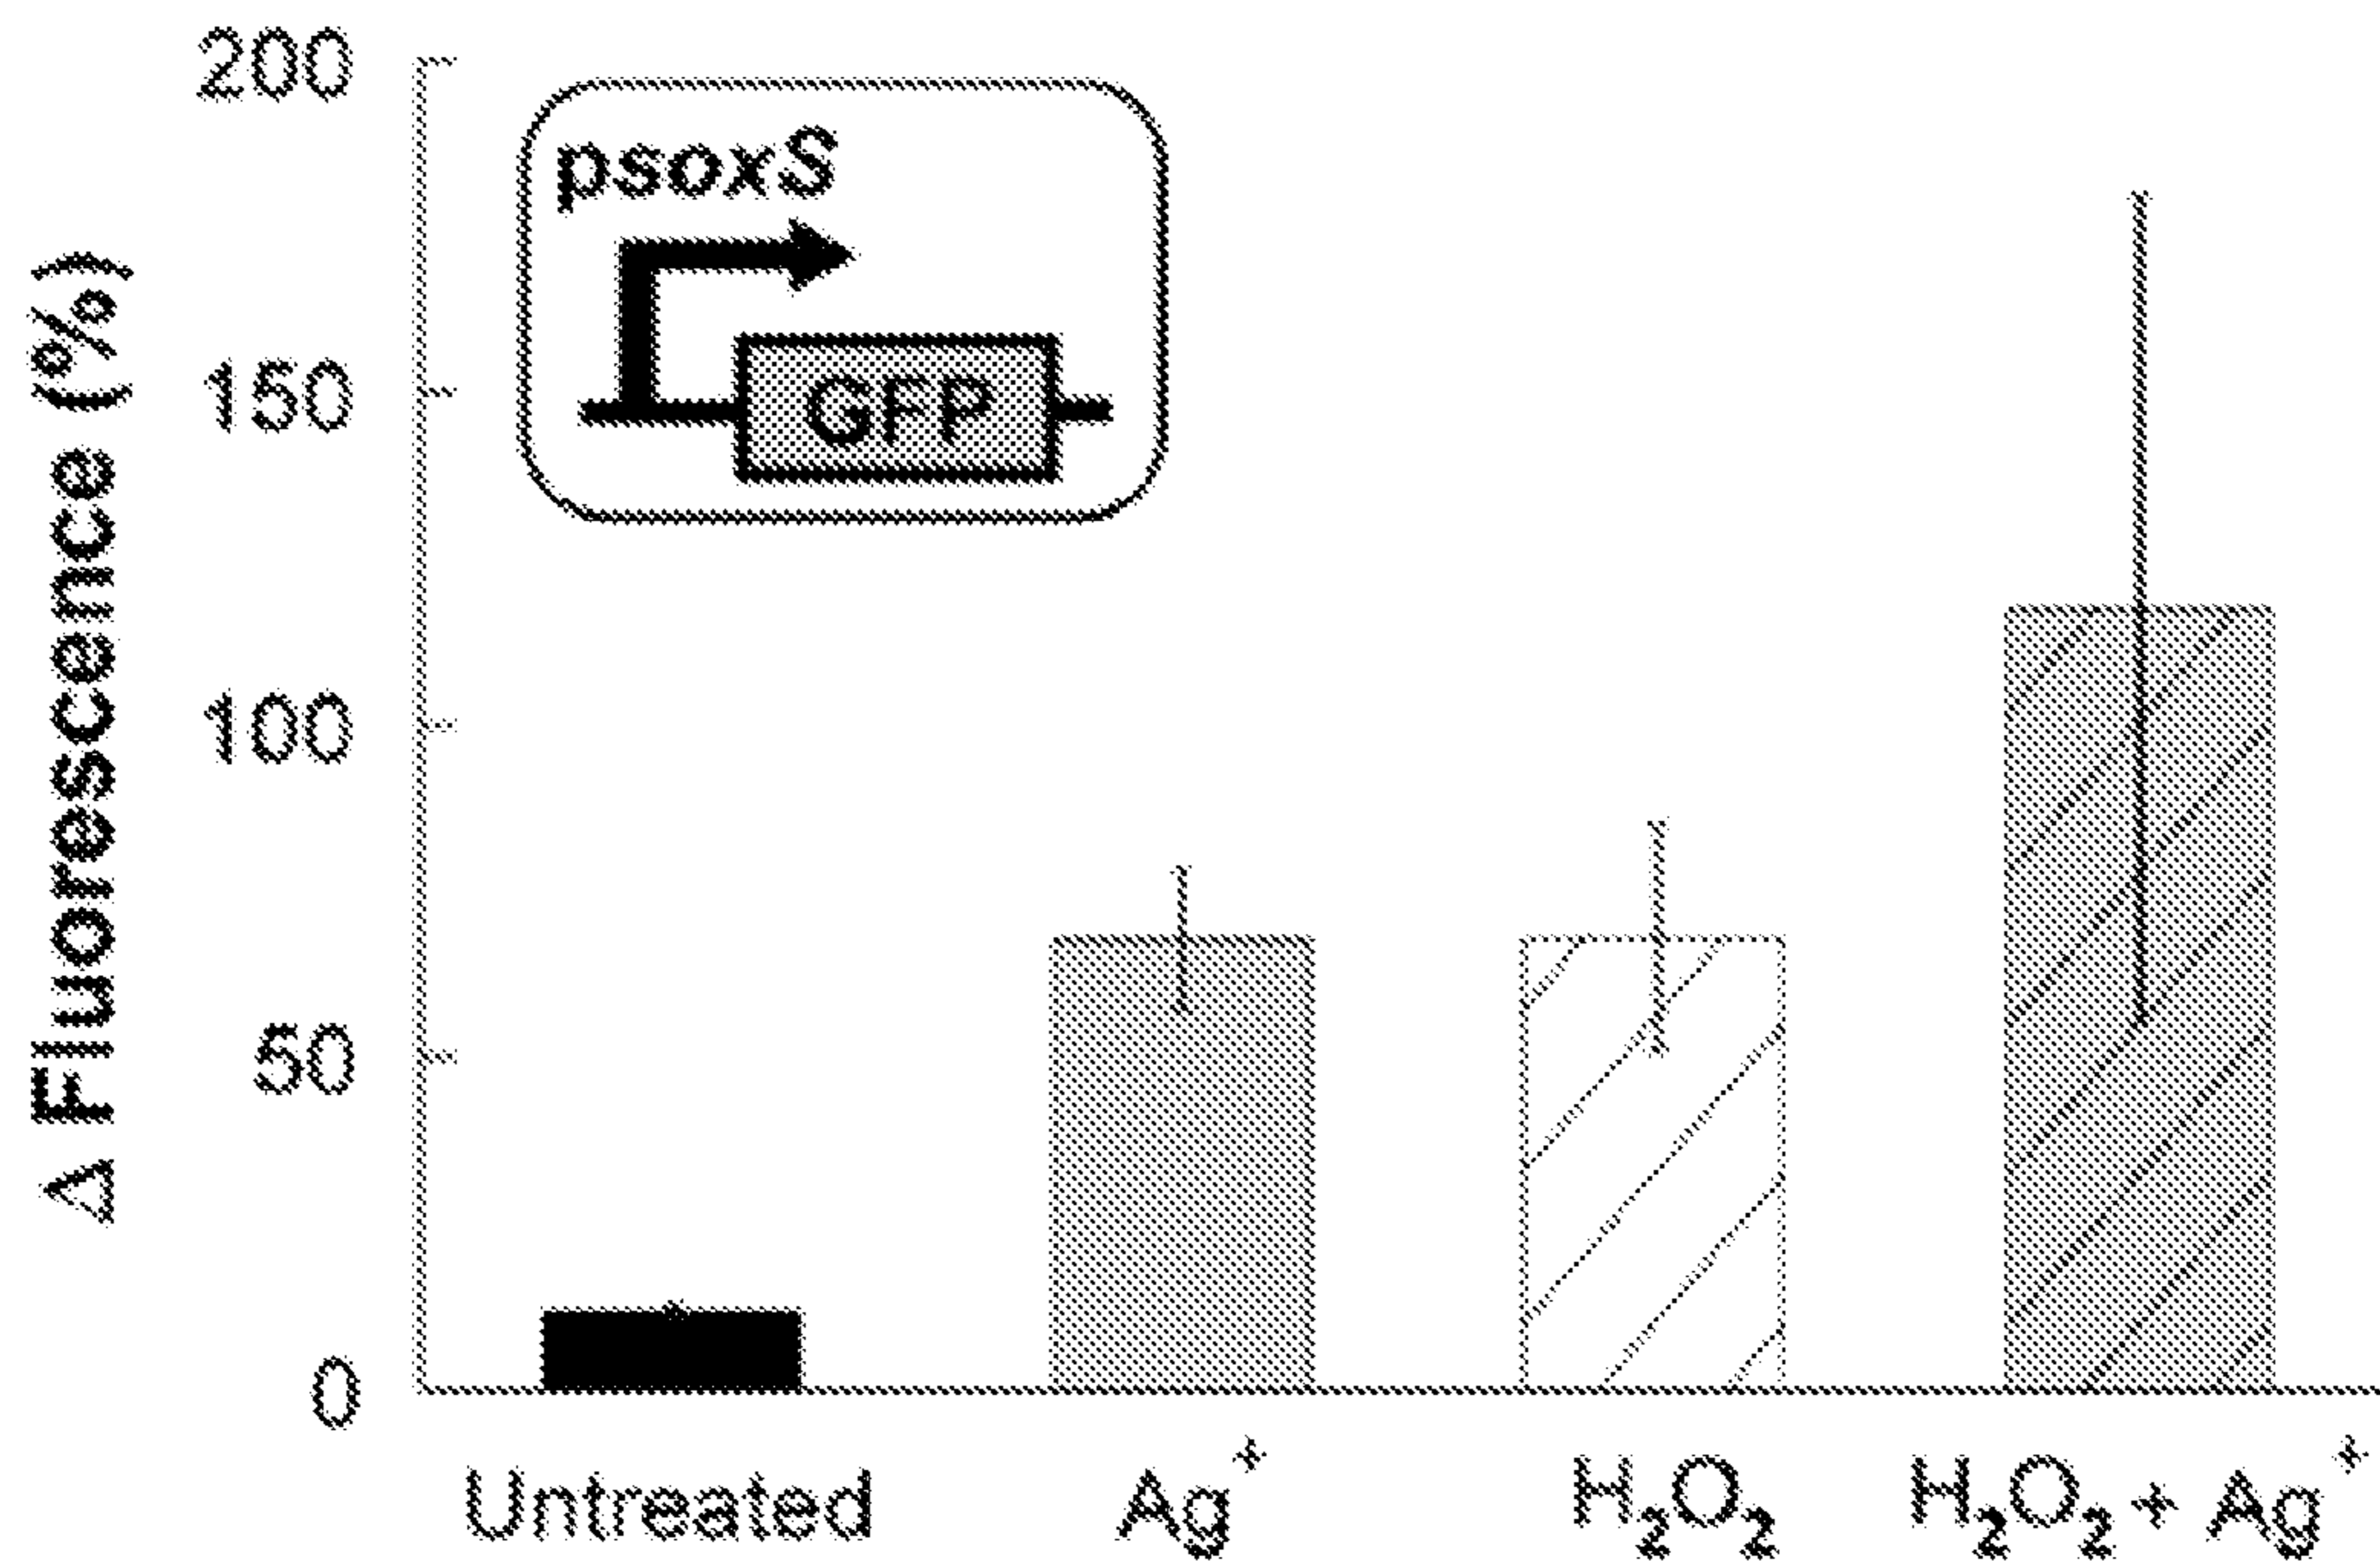 Δ Fluorescence (%)
200
150
100
50
0
psoxS
GFP
Untreated
Ag⁺
H₂O₂
H₂O₂ + Ag⁺